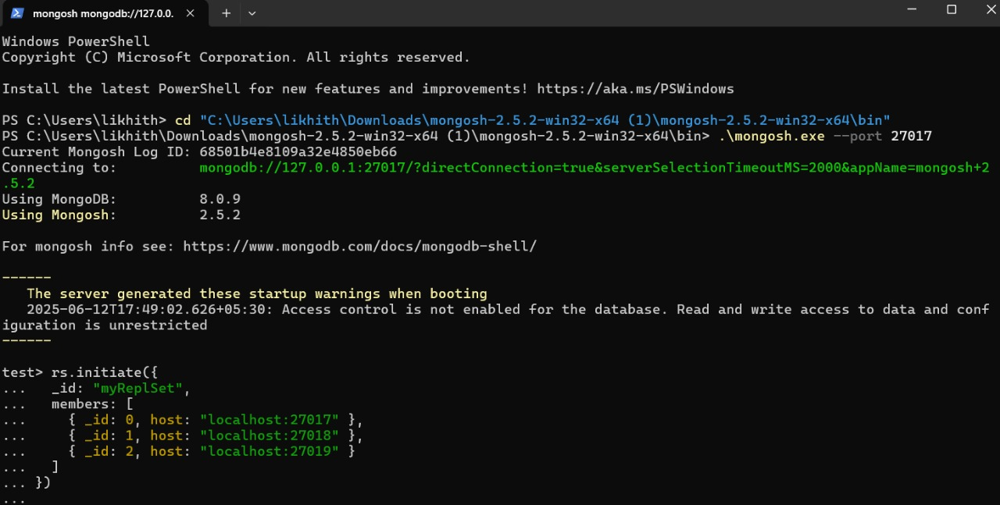 mongosh mongodb://127.0.0.
Windows PowerShell
Copyright (C) Microsoft Corporation. All rights reserved.
Install the latest PowerShell for new features and improvements! https://aka.ms/PSWindows
PS C:\Users\likhith> cd "C:\Users\likhith\Downloads\mongosh-2.5.2-win32-x64 (1)\mongosh-2.5.2-win32-x64\bin"
PS C:\Users\likhith\Downloads\mongosh-2.5.2-win32-x64 (1)\mongosh-2.5.2-win32-x64\bin> .\mongosh.exe --port 27017
Current Mongosh Log ID: 68501b4e8109a32e4850eb66
Connecting to:          mongodb://127.0.0.1:27017/?directConnection=true&serverSelectionTimeoutMS=2000&appName=mongosh+2
.5.2
Using MongoDB:          8.0.9
Using Mongosh:          2.5.2
For mongosh info see: https://www.mongodb.com/docs/mongodb-shell/
------
   The server generated these startup warnings when booting
   2025-06-12T17:49:02.626+05:30: Access control is not enabled for the database. Read and write access to data and conf
iguration is unrestricted
------
test> rs.initiate({
...   _id: "myReplSet",
...   members: [
...     { _id: 0, host: "localhost:27017" },
...     { _id: 1, host: "localhost:27018" },
...     { _id: 2, host: "localhost:27019" }
...   ]
... })
...